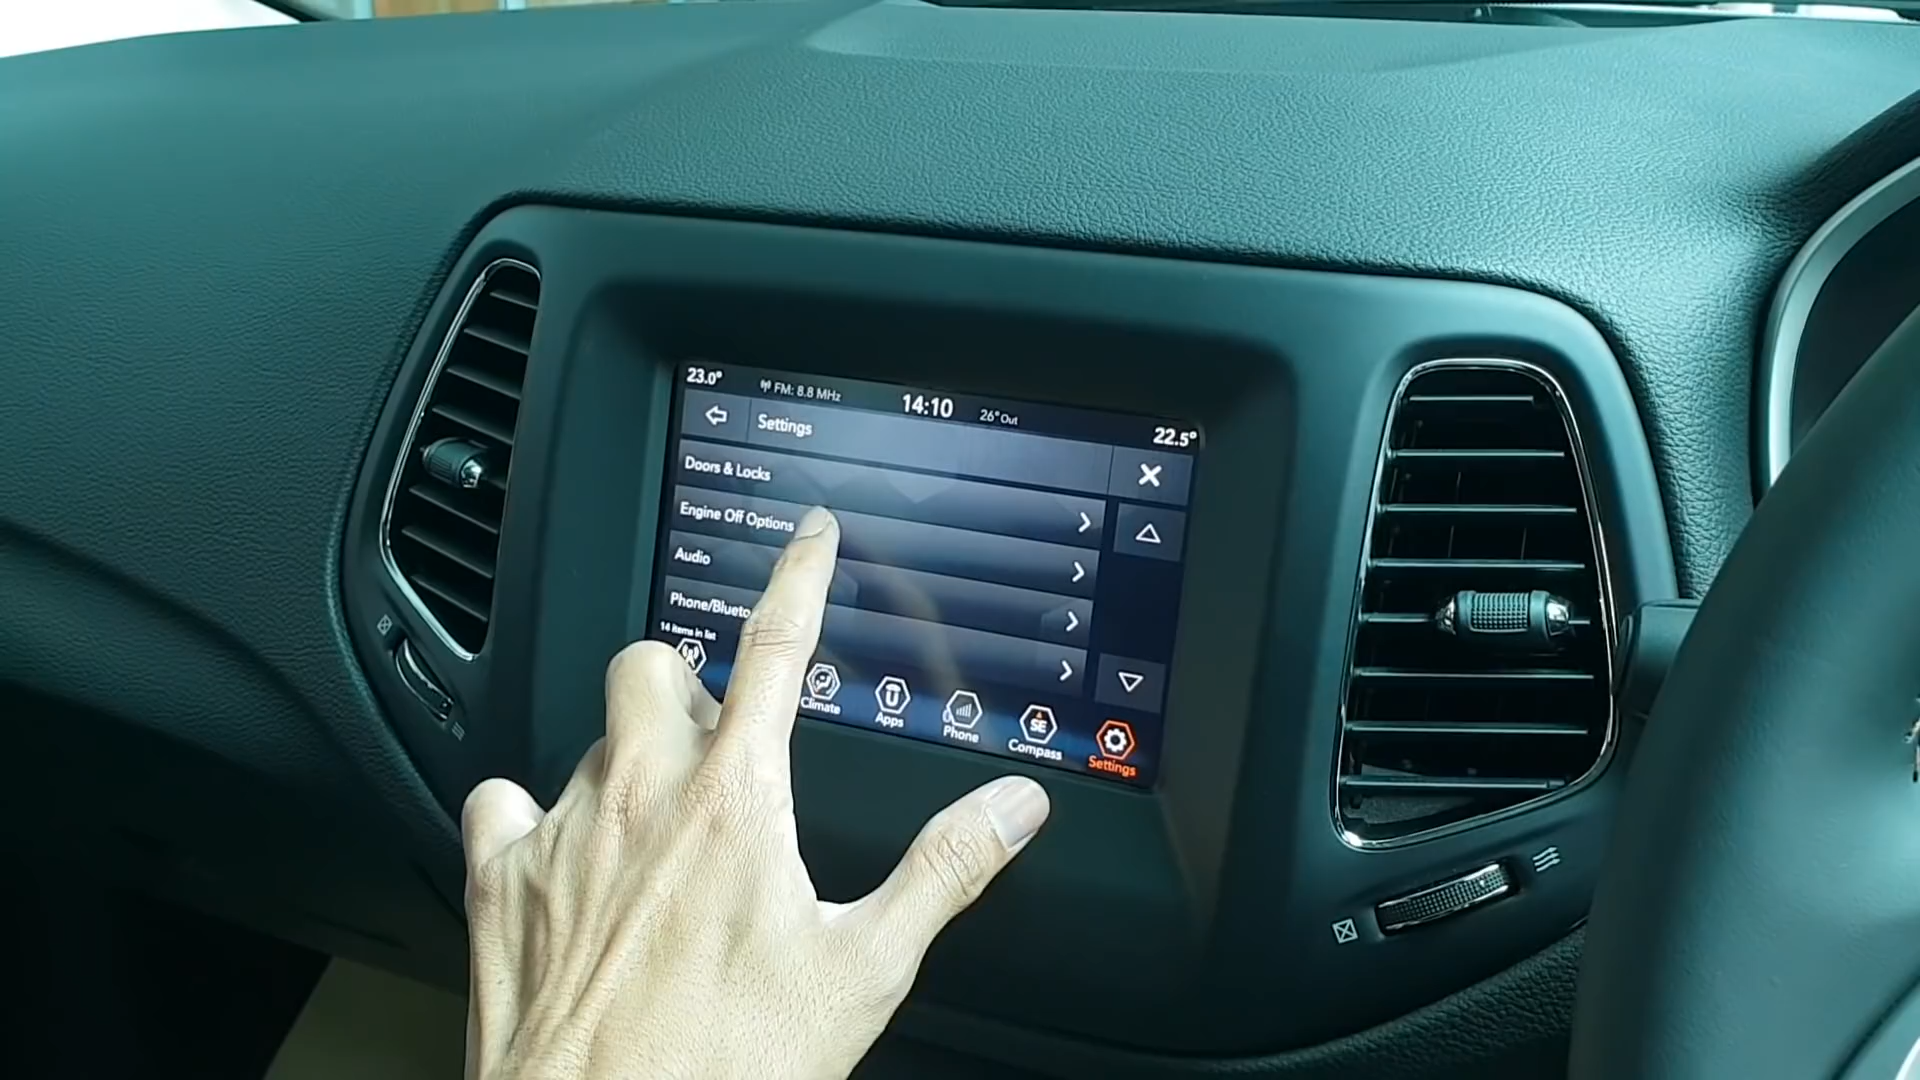 23.0° FM: 8.8 MHz 14:10 26° Out 22.5°
Settings
Doors & Locks
Engine Off Options
Audio
14 items in list
Climate Apps Phone SE Compass Settings